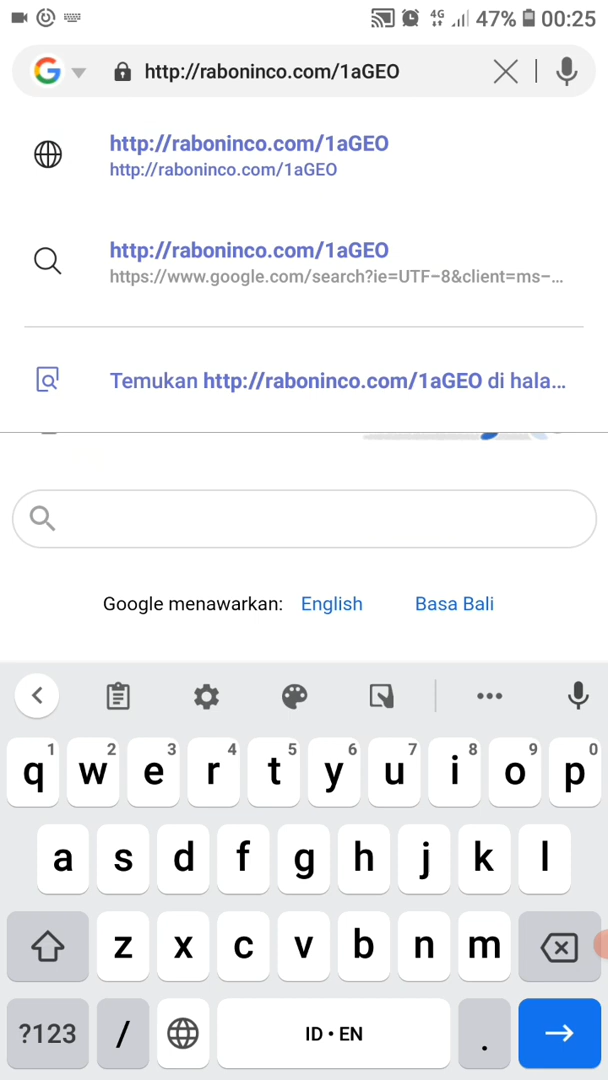 4G 47% 00:25
http://raboninco.com/1aGEO
http://raboninco.com/1aGEO
http://raboninco.com/1aGEO
http://raboninco.com/1aGEO
https://www.google.com/search?ie=UTF-8&client=ms-...
Temukan http://raboninco.com/1aGEO di hala...
Google menawarkan: English Basa Bali
1 2 3 4 5 6 7 8 9 0
q w e r t y u i o p
a s d f g h j k l
z x c v b n m
?123 / ID • EN .